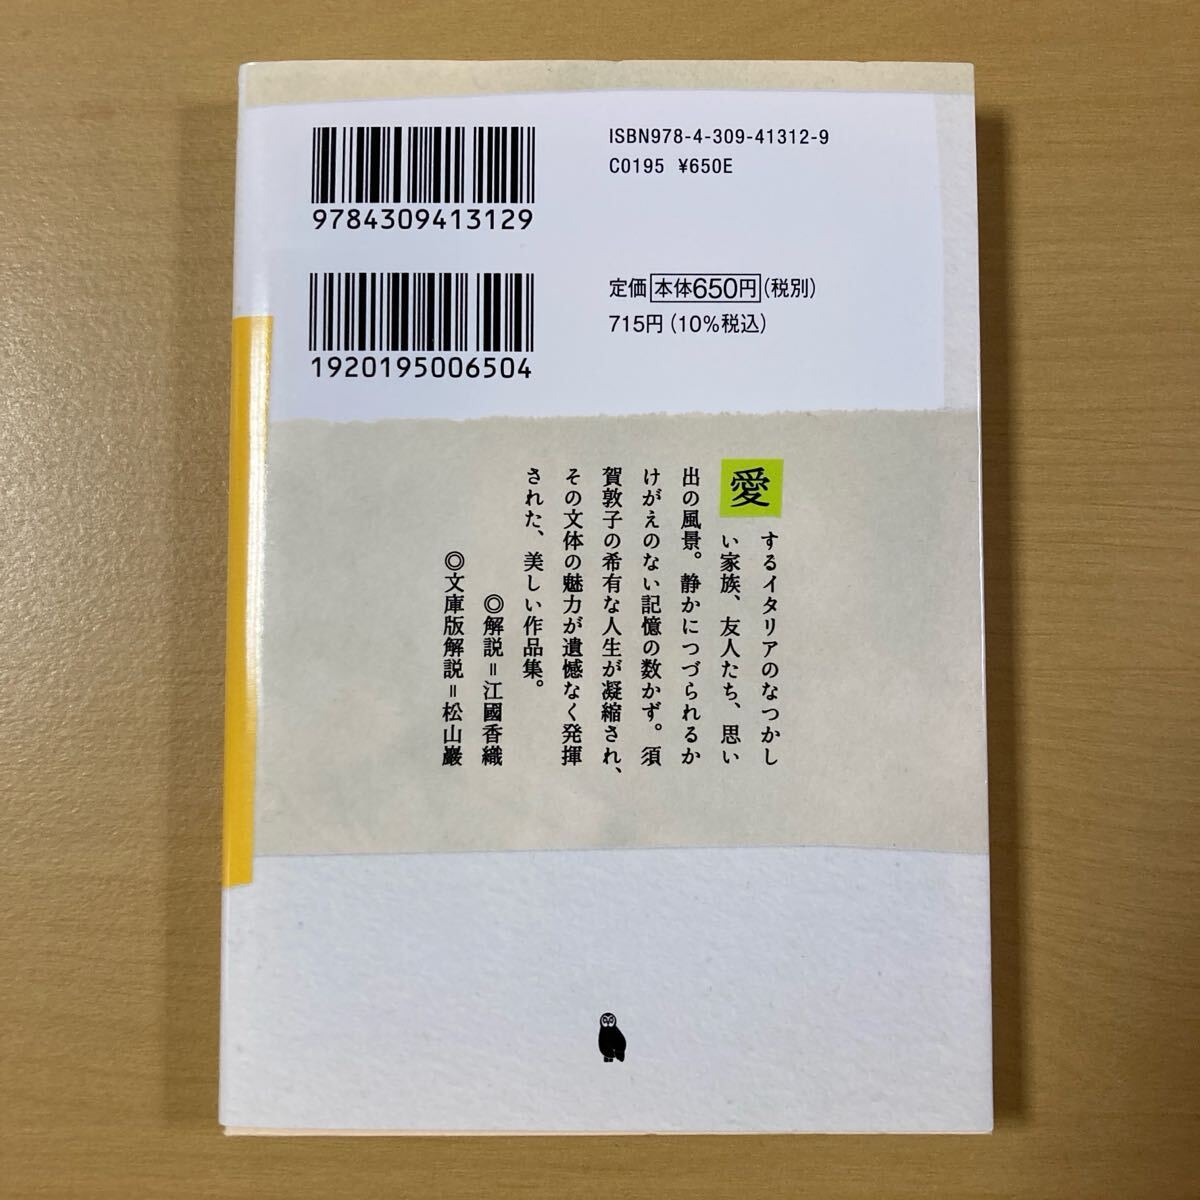 ISBN978-4-309-41312-9
C0195 ¥650E
9784309413129
定価本体650円(税別)
715円(10%税込)
1920195006504
愛するイタリアのなつかし
い家族、友人たち、思い
出の風景。静かにつづられるか
けがえのない記憶の数かず。須
賀敦子の希有な人生が凝縮され、
その文体の魅力が遺憾なく発揮
された、美しい作品集。
◎解説=江國香織
◎文庫版解説=松山巖